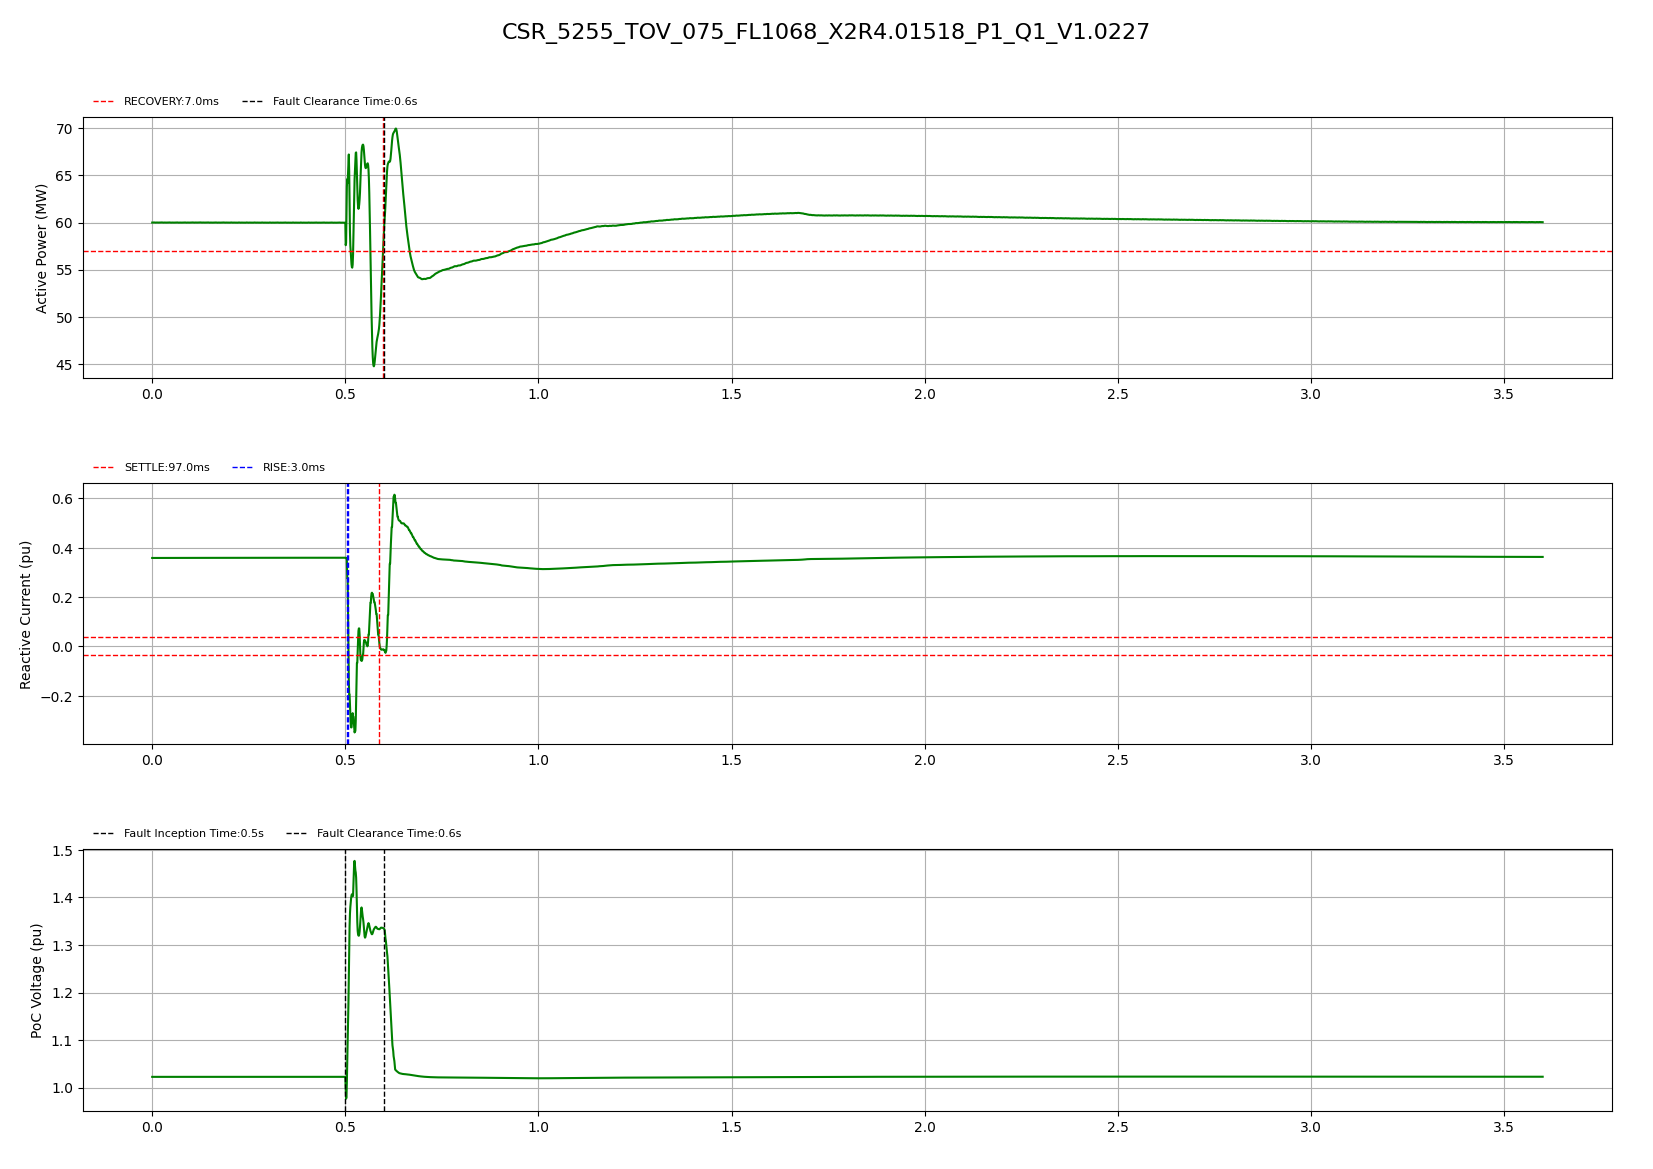 CSR_5255_TOV_075_FL1068_X2R4.01518_P1_Q1_V1.0227
RECOVERY:7.0ms Fault Clearance Time:0.6s
Active Power (MW)
70
65
60
55
50
45
0.0 0.5 1.0 1.5 2.0 2.5 3.0 3.5
SETTLE:97.0ms RISE:3.0ms
Reactive Current (pu)
0.6
0.4
0.2
0.0
−0.2
0.0 0.5 1.0 1.5 2.0 2.5 3.0 3.5
Fault Inception Time:0.5s Fault Clearance Time:0.6s
PoC Voltage (pu)
1.5
1.4
1.3
1.2
1.1
1.0
0.0 0.5 1.0 1.5 2.0 2.5 3.0 3.5